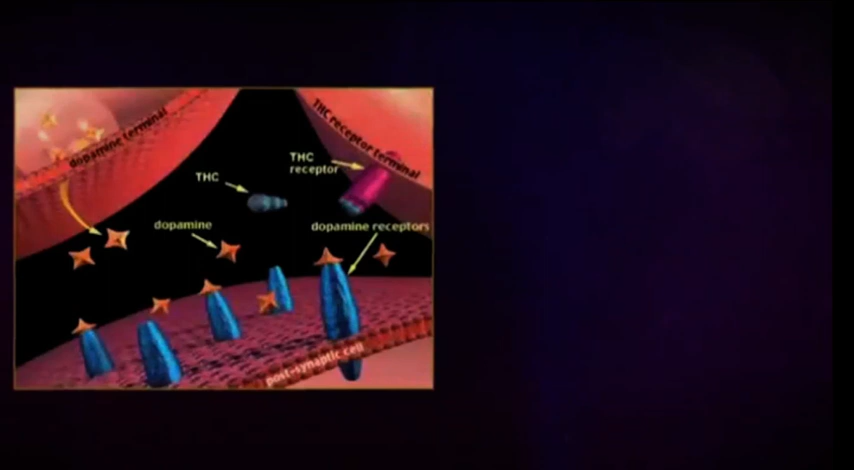 dopamine terminal
THC receptor terminal
THC
receptor
THC
dopamine
dopamine receptors
post-synaptic cell